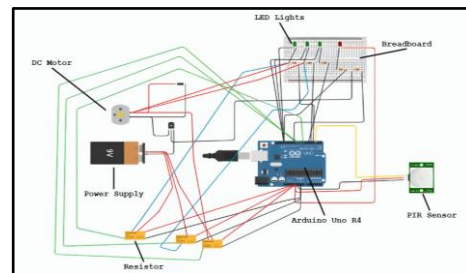 LED Lights
Breadboard
DC Motor
9V
Power Supply
Arduino Uno R4
PIR Sensor
Resistor